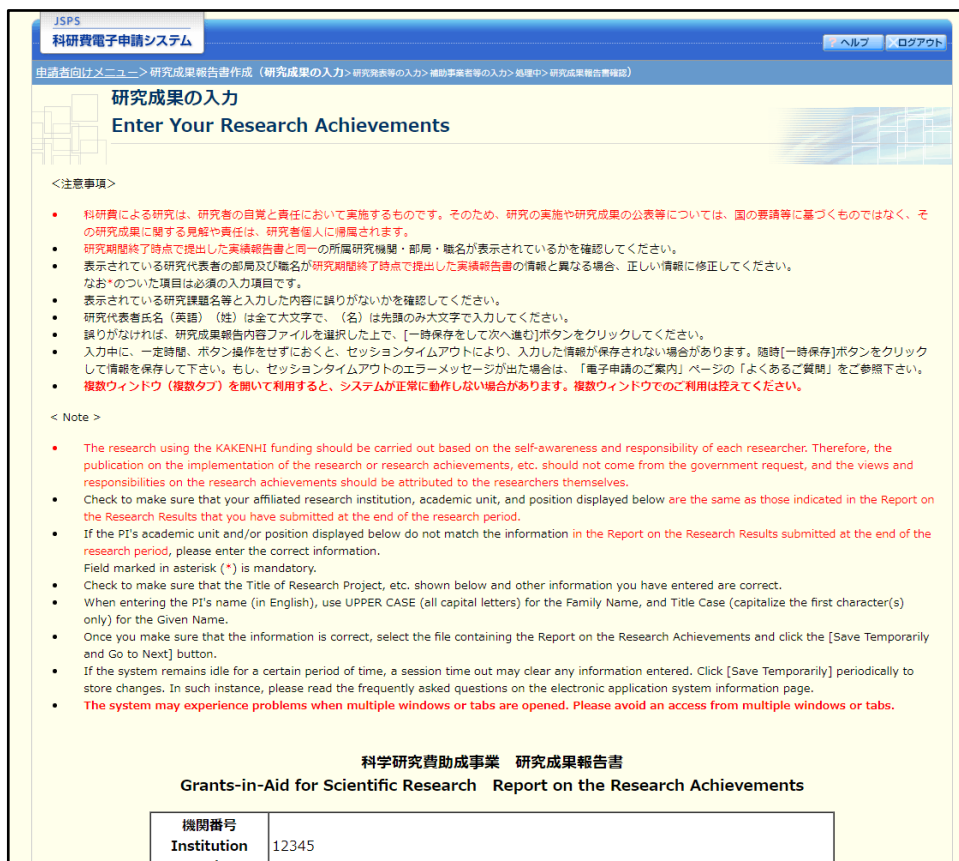 JSPS
科研費電子申請システム
ヘルプ
ログアウト
申請者向けメニュー>研究成果報告書作成（研究成果の入力>研究発表等の入力>補助事業者等の入力>処理中>研究成果報告書確認）
研究成果の入力
Enter Your Research Achievements
＜注意事項＞
• 科研費による研究は、研究者の自覚と責任において実施するものです。そのため、研究の実施や研究成果の公表等については、国の要請等に基づくものではなく、そ
の研究成果に関する見解や責任は、研究者個人に帰属されます。
• 研究期間終了時点で提出した実績報告書と同一の所属研究機関・部局・職名が表示されているかを確認してください。
• 表示されている研究代表者の部局及び職名が研究期間終了時点で提出した実績報告書の情報と異なる場合、正しい情報に修正してください。
なお*のついた項目は必須の入力項目です。
• 表示されている研究課題名等と入力した内容に誤りがないかを確認してください。
• 研究代表者氏名（英語）（姓）は全て大文字で、（名）は先頭のみ大文字で入力してください。
• 誤りがなければ、研究成果報告内容ファイルを選択した上で、[一時保存をして次へ進む]ボタンをクリックしてください。
• 入力中に、一定時間、ボタン操作をせずにおくと、セッションタイムアウトにより、入力した情報が保存されない場合があります。随時[一時保存]ボタンをクリック
して情報を保存して下さい。もし、セッションタイムアウトのエラーメッセージが出た場合は、「電子申請のご案内」ページの「よくあるご質問」をご参照下さい。
• 複数ウィンドウ（複数タブ）を開いて利用すると、システムが正常に動作しない場合があります。複数ウィンドウでのご利用は控えてください。
< Note >
• The research using the KAKENHI funding should be carried out based on the self-awareness and responsibility of each researcher. Therefore, the
publication on the implementation of the research or research achievements, etc. should not come from the government request, and the views and
responsibilities on the research achievements should be attributed to the researchers themselves.
• Check to make sure that your affiliated research institution, academic unit, and position displayed below are the same as those indicated in the Report on
the Research Results that you have submitted at the end of the research period.
• If the PI's academic unit and/or position displayed below do not match the information in the Report on the Research Results submitted at the end of the
research period, please enter the correct information.
Field marked in asterisk (*) is mandatory.
• Check to make sure that the Title of Research Project, etc. shown below and other information you have entered are correct.
• When entering the PI's name (in English), use UPPER CASE (all capital letters) for the Family Name, and Title Case (capitalize the first character(s)
only) for the Given Name.
• Once you make sure that the information is correct, select the file containing the Report on the Research Achievements and click the [Save Temporarily
and Go to Next] button.
• If the system remains idle for a certain period of time, a session time out may clear any information entered. Click [Save Temporarily] periodically to
store changes. In such instance, please read the frequently asked questions on the electronic application system information page.
• The system may experience problems when multiple windows or tabs are opened. Please avoid an access from multiple windows or tabs.
科学研究費助成事業　研究成果報告書
Grants-in-Aid for Scientific Research　Report on the Research Achievements
機関番号
Institution
12345